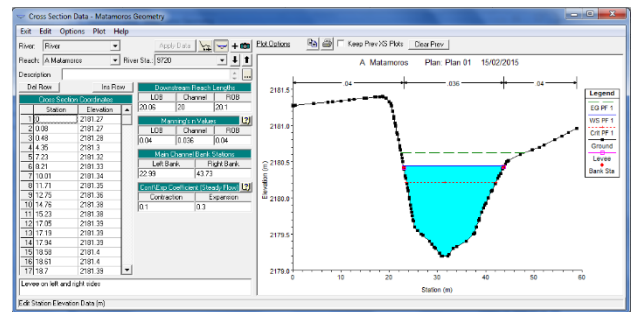 Cross Section Data - Matamoros Geometry
Exit Edit Options Plot Help
River: River Apply Data Plot Options Keep Prev XS Plots Clear Prev
Reach: A Matamoros River Sta.: 9720
Description
Del Row Ins Row
Cross Section Coordinates
Station Elevation
1 0 2181.27
2 0.08 2181.27
3 0.48 2181.28
4 4.35 2181.3
5 7.23 2181.32
6 8.21 2181.33
7 10.01 2181.34
8 11.71 2181.35
9 12.75 2181.36
10 14.76 2181.38
11 15.23 2181.38
12 17.05 2181.39
13 17.19 2181.39
14 17.94 2181.39
15 18.58 2181.4
16 18.61 2181.4
17 18.7 2181.39
Downstream Reach Lengths
LOB Channel ROB
20.06 20 20.1
Manning's n Values
LOB Channel ROB
0.04 0.036 0.04
Main Channel Bank Stations
Left Bank Right Bank
22.99 43.73
Cont\Exp Coefficient (Steady Flow)
Contraction Expansion
0.1 0.3
Levee on left and right sides
Edit Station Elevation Data (m)
A Matamoros Plan: Plan 01 15/02/2015
.04 .036 .04
2181.5
2181.0
2180.5
2180.0
2179.5
2179.0
Elevation (m)
0 10 20 30 40 50 60
Station (m)
Legend
EG PF 1
WS PF 1
Crit PF 1
Ground
Levee
Bank Sta